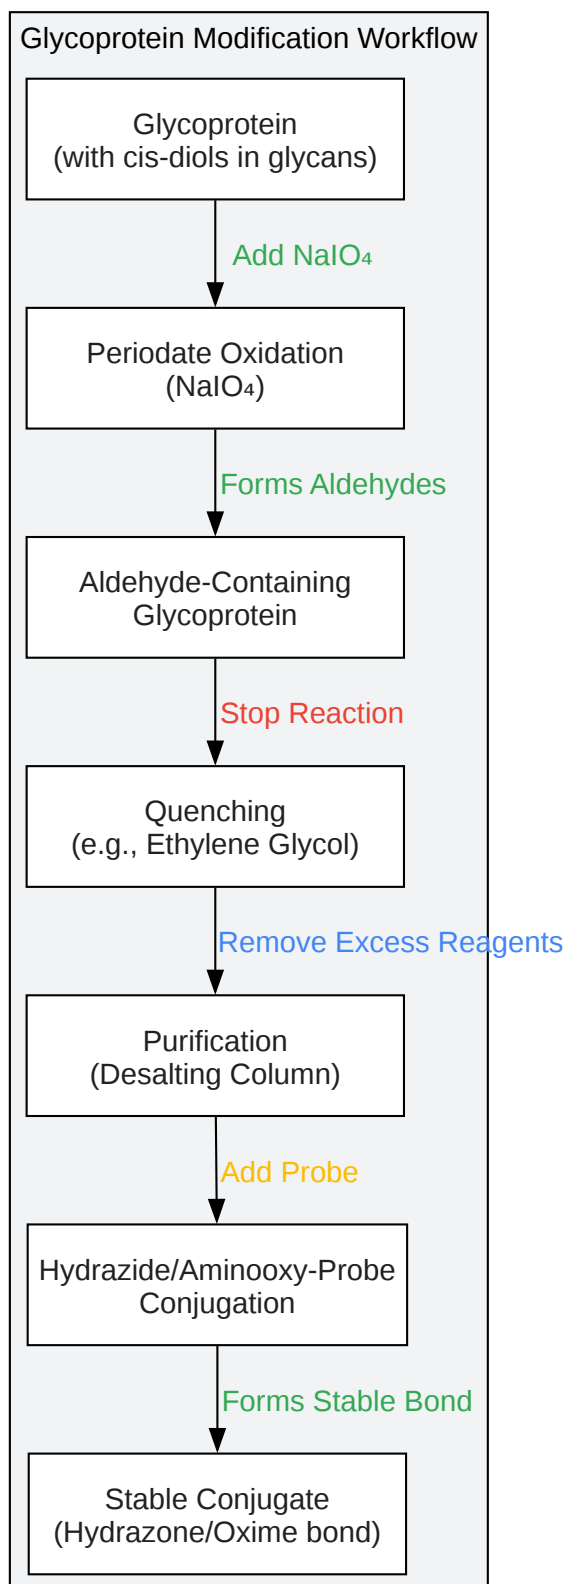 Glycoprotein Modification Workflow
Glycoprotein
(with cis-diols in glycans)
Add NaIO₄
Periodate Oxidation
(NaIO₄)
Forms Aldehydes
Aldehyde-Containing
Glycoprotein
Stop Reaction
Quenching
(e.g., Ethylene Glycol)
Remove Excess Reagents
Purification
(Desalting Column)
Add Probe
Hydrazide/Aminooxy-Probe
Conjugation
Forms Stable Bond
Stable Conjugate
(Hydrazone/Oxime bond)